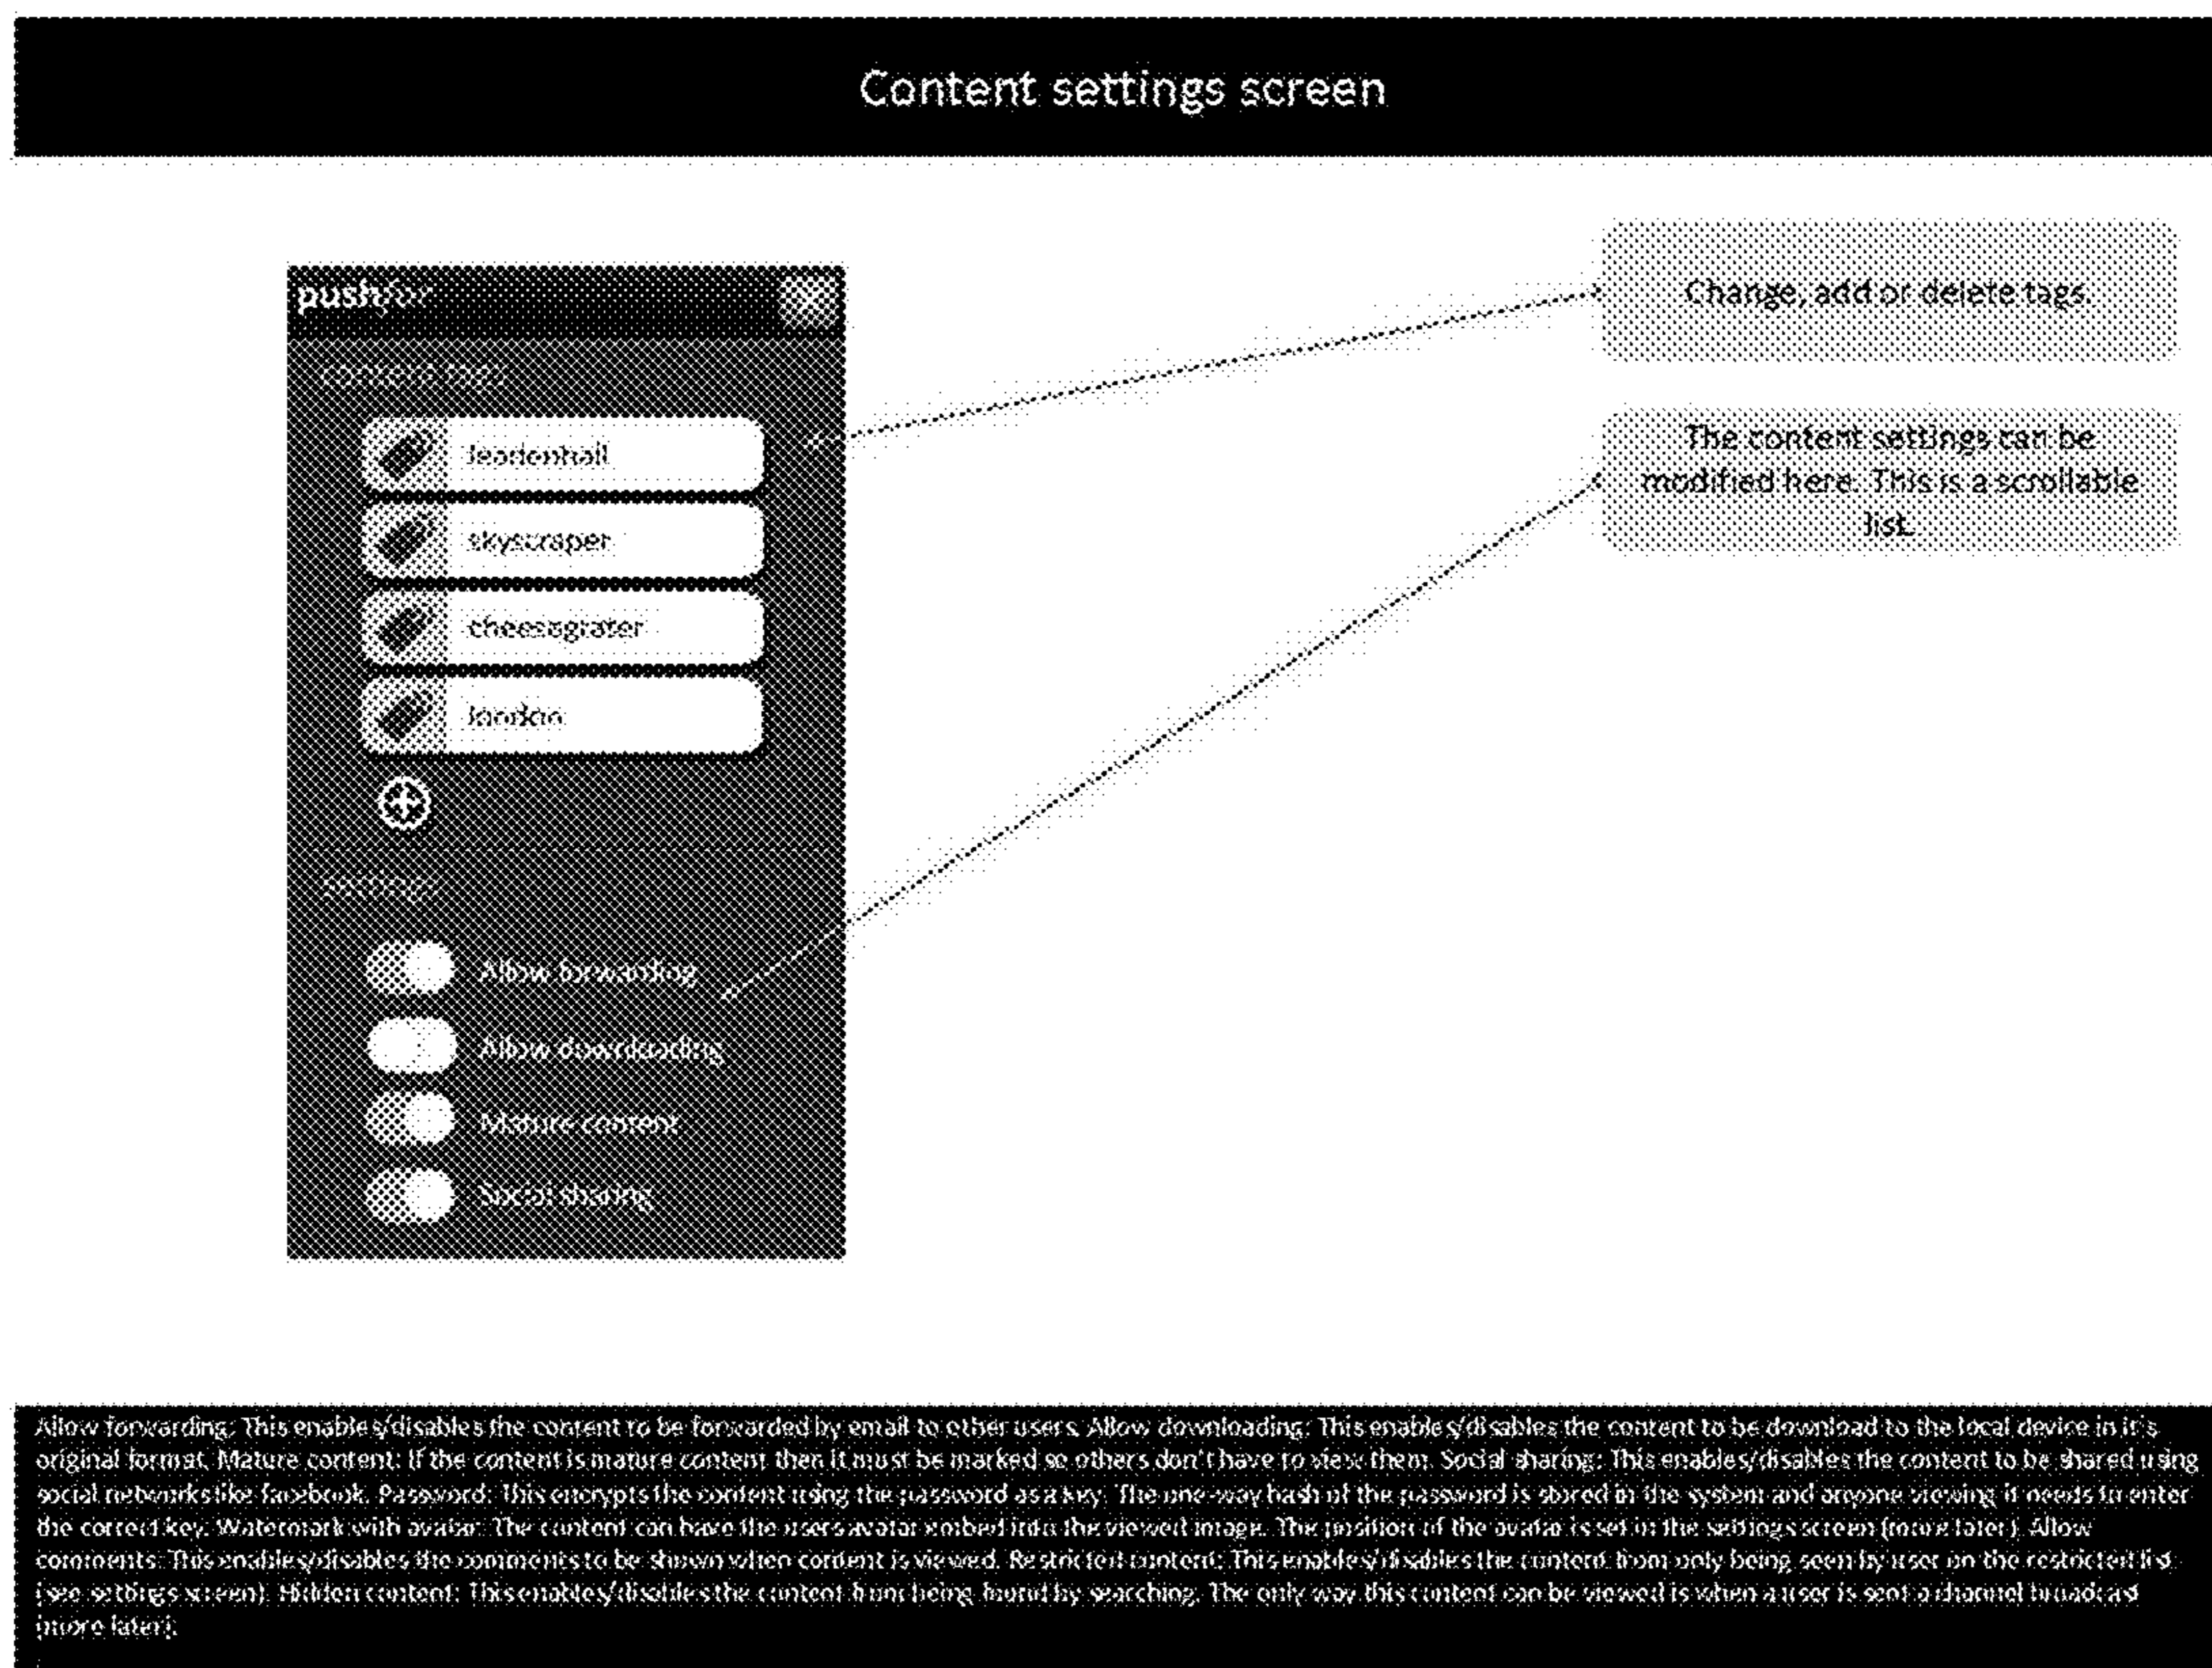 Content settings screen
pushfor
content tags
Change, add or delete tags.
leadenhall
skyscraper
cheesegrater
london
The content settings can be
modified here. This is a scrollable
list.
settings
Allow forwarding
Allow downloading
Mature content
Social sharing
Allow forwarding: This enables/disables the content to be forwarded by email to other users. Allow downloading: This enables/disables the content to be download to the local device in it's
original format. Mature content: If the content is mature content then it must be marked so others don't have to view them. Social sharing: This enables/disables the content to be shared using
social networks like facebook. Password: This encrypts the content using the password as a key. The one-way hash of the password is stored in the system and anyone viewing it needs to enter
the correct key. Watermark with avatar: The content can have the users avatar embed into the viewed image. The position of the avatar is set in the settings screen (more later). Allow
comments: This enables/disables the comments to be shown when content is viewed. Restricted content: This enables/disables the content from only being seen by user on the restricted list
(see settings screen). Hidden content: This enables/disables the content from being found by searching. The only way this content can be viewed is when a user is sent a channel broadcast
(more later).